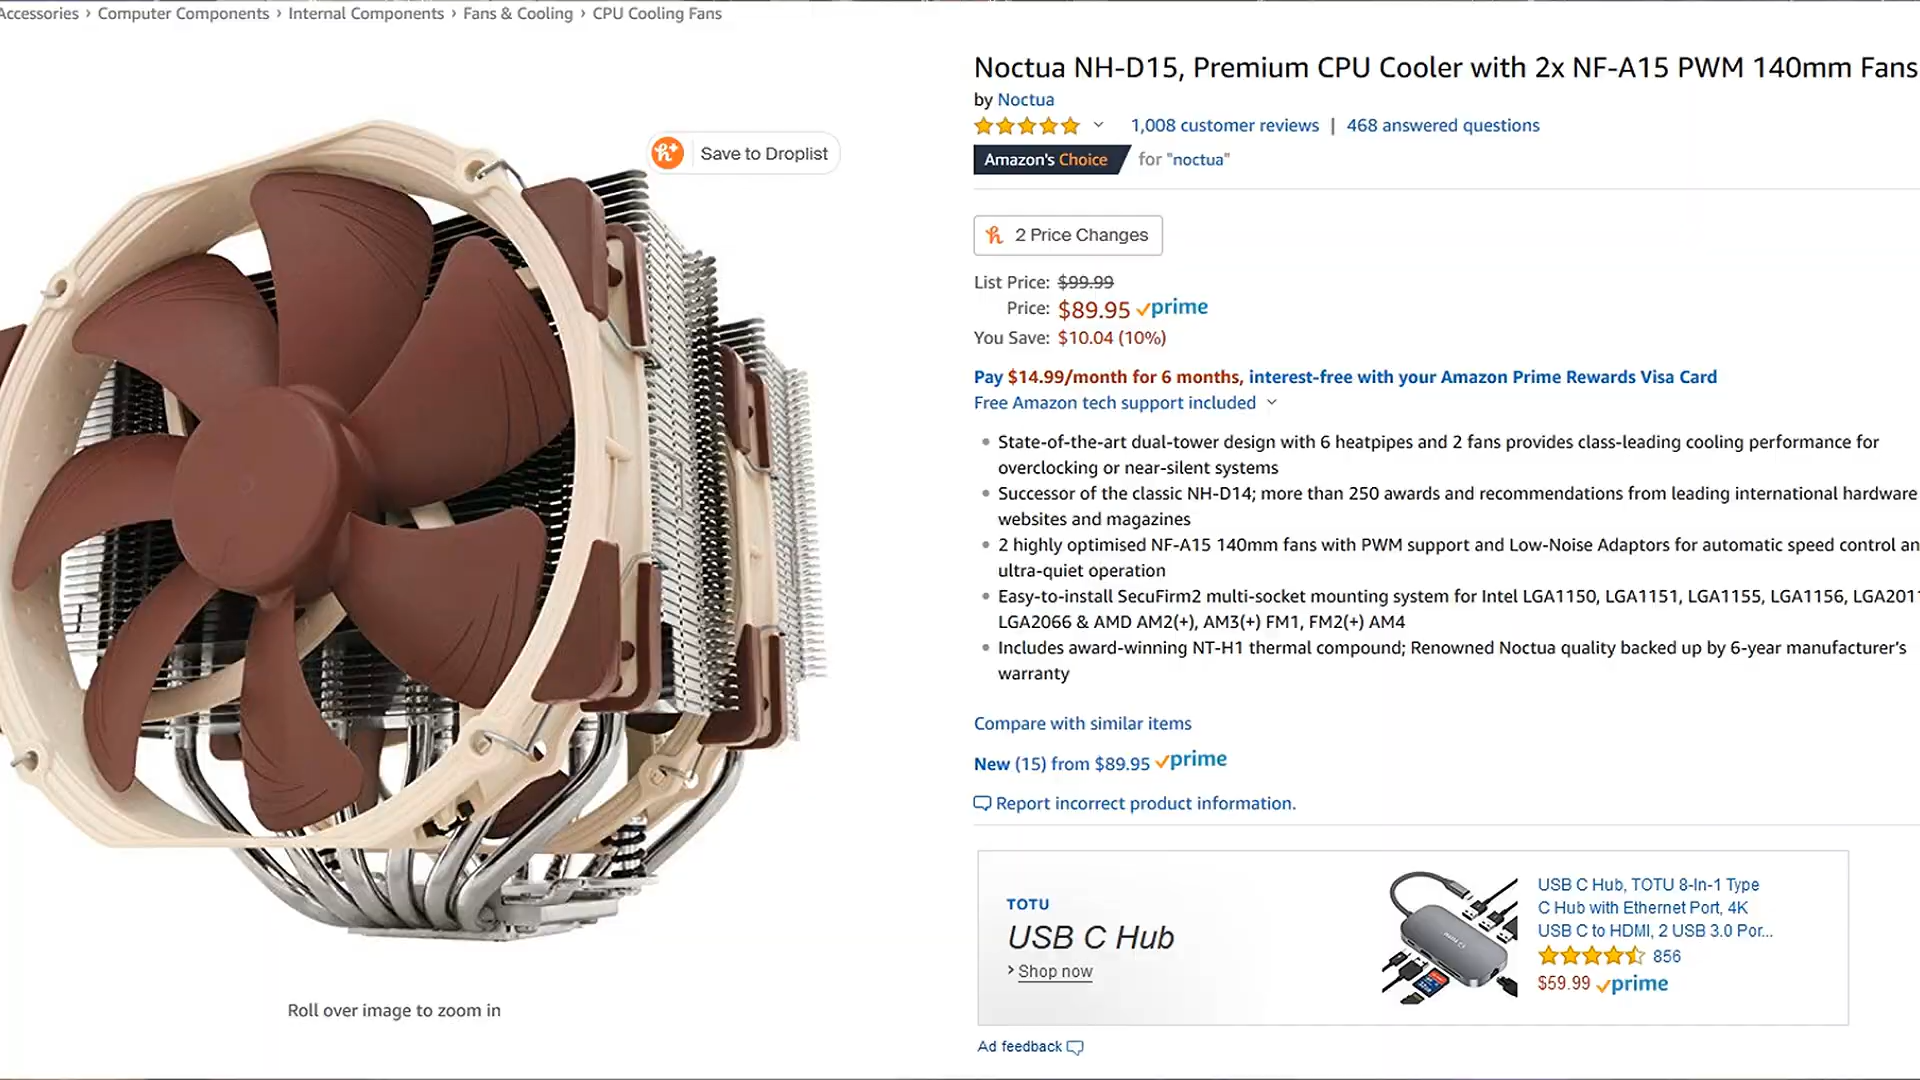 Accessories › Computer Components › Internal Components › Fans & Cooling › CPU Cooling Fans
Save to Droplist
Roll over image to zoom in
Noctua NH-D15, Premium CPU Cooler with 2x NF-A15 PWM 140mm Fans
by Noctua
1,008 customer reviews | 468 answered questions
Amazon's Choice for "noctua"
2 Price Changes
List Price: $99.99
Price: $89.95 prime
You Save: $10.04 (10%)
Pay $14.99/month for 6 months, interest-free with your Amazon Prime Rewards Visa Card
Free Amazon tech support included
State-of-the-art dual-tower design with 6 heatpipes and 2 fans provides class-leading cooling performance for
overclocking or near-silent systems
Successor of the classic NH-D14; more than 250 awards and recommendations from leading international hardware
websites and magazines
2 highly optimised NF-A15 140mm fans with PWM support and Low-Noise Adaptors for automatic speed control an
ultra-quiet operation
Easy-to-install SecuFirm2 multi-socket mounting system for Intel LGA1150, LGA1151, LGA1155, LGA1156, LGA2011
LGA2066 & AMD AM2(+), AM3(+) FM1, FM2(+) AM4
Includes award-winning NT-H1 thermal compound; Renowned Noctua quality backed up by 6-year manufacturer's
warranty
Compare with similar items
New (15) from $89.95 prime
Report incorrect product information.
TOTU
USB C Hub
› Shop now
USB C Hub, TOTU 8-In-1 Type
C Hub with Ethernet Port, 4K
USB C to HDMI, 2 USB 3.0 Por...
856
$59.99 prime
Ad feedback